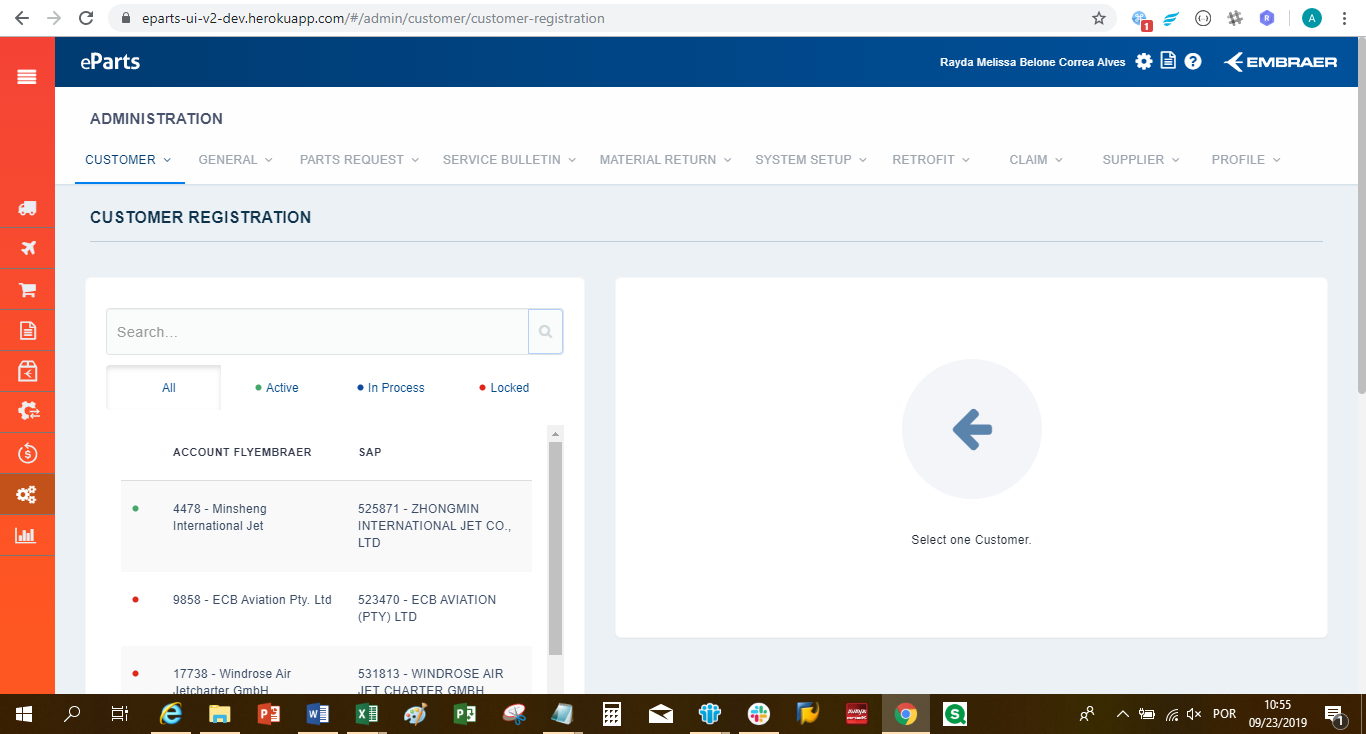 eparts-ui-v2-dev.herokuapp.com/#/admin/customer/customer-registration
1
A
eParts
Rayda Melissa Belone Correa Alves
EMBRAER
ADMINISTRATION
CUSTOMER GENERAL PARTS REQUEST SERVICE BULLETIN MATERIAL RETURN SYSTEM SETUP RETROFIT CLAIM SUPPLIER PROFILE
CUSTOMER REGISTRATION
Search...
All Active In Process Locked
ACCOUNT FLYEMBRAER SAP
4478 - Minsheng
International Jet
525871 - ZHONGMIN
INTERNATIONAL JET CO.,
LTD
9858 - ECB Aviation Pty. Ltd
523470 - ECB AVIATION
(PTY) LTD
17738 - Windrose Air
Jetcharter GmbH
531813 - WINDROSE AIR
JET CHARTER GMBH
Select one Customer.
POR
10:55
09/23/2019
1